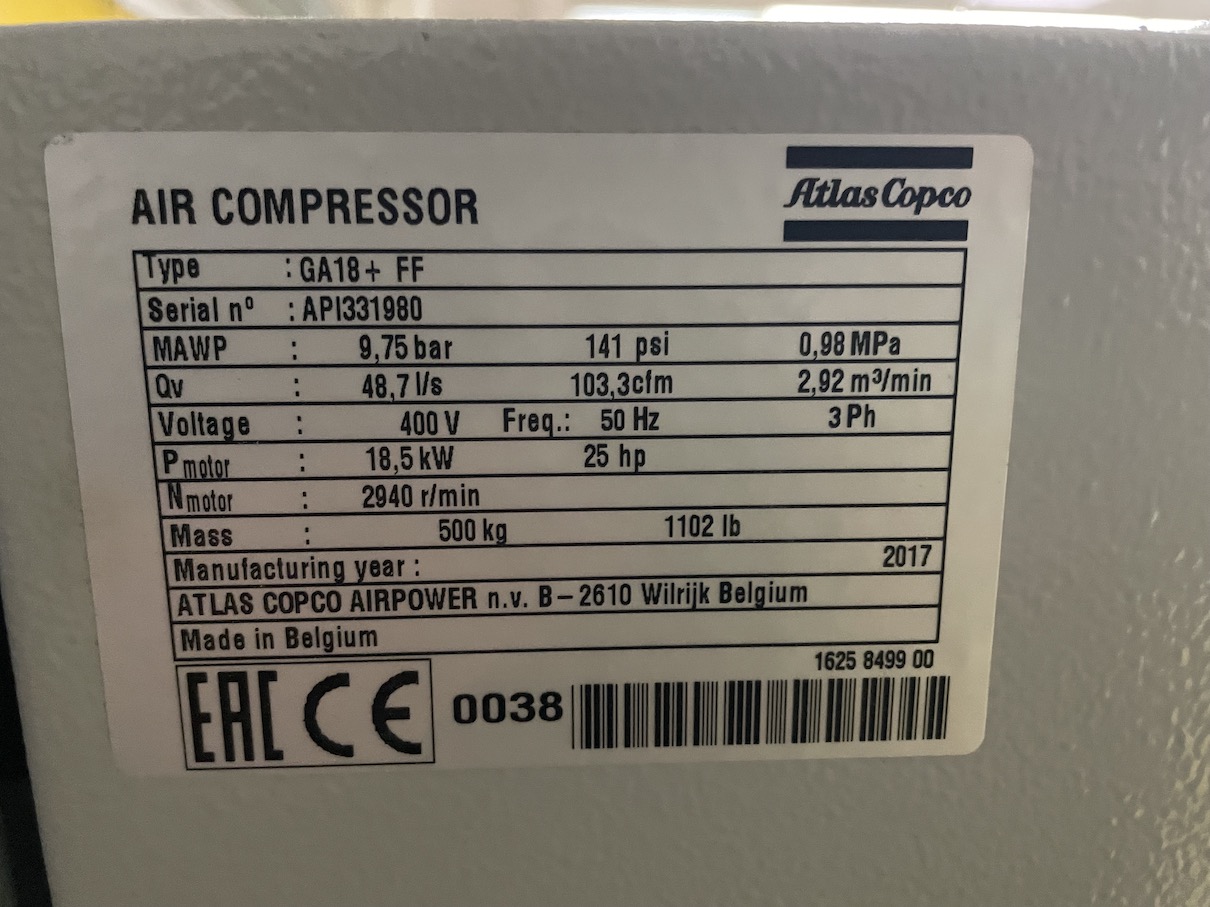 AIR COMPRESSOR
Atlas Copco
Type : GA18+ FF
Serial nº : API331980
MAWP : 9,75 bar 141 psi 0,98 MPa
Qv : 48,7 l/s 103,3cfm 2,92 m³/min
Voltage : 400 V Freq.: 50 Hz 3 Ph
P motor : 18,5 kW 25 hp
N motor : 2940 r/min
Mass : 500 kg 1102 lb
Manufacturing year : 2017
ATLAS COPCO AIRPOWER n.v. B-2610 Wilrijk Belgium
Made in Belgium
1625 8499 00
EAC CE 0038